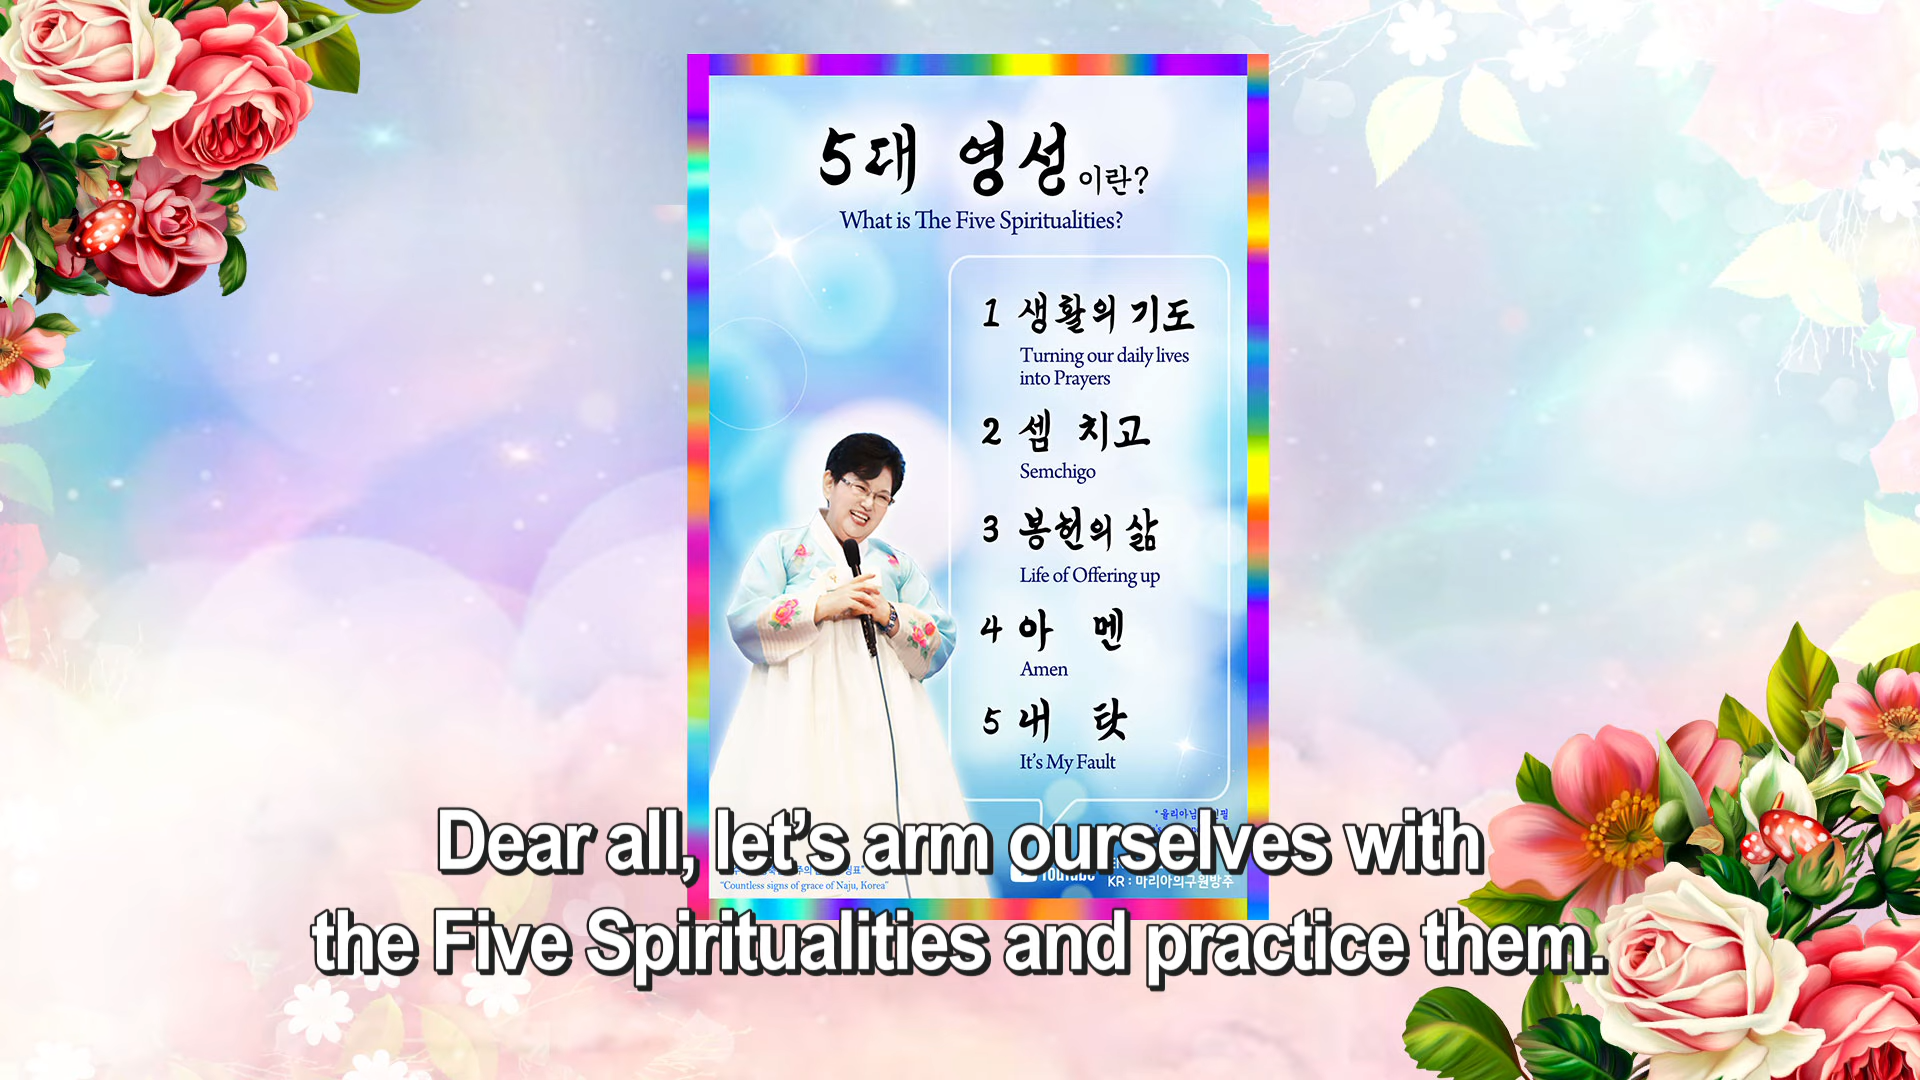 5대 영성이란?
What is The Five Spiritualities?
1 생활의 기도
Turning our daily lives
into Prayers
2 셈 치고
Semchigo
3 봉헌의 삶
Life of Offering up
4 아 멘
Amen
5 내 탓
It's My Fault
Dear all, let's arm ourselves with
YouTube
KR : 마리아의구원방주
"Countless signs of grace of Naju, Korea"
the Five Spiritualities and practice them.